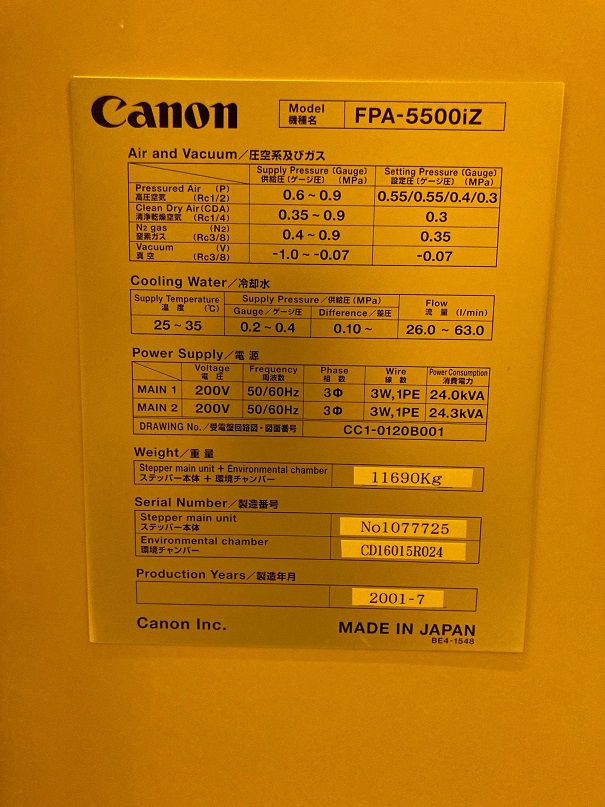 Canon
Model
機種名
FPA-5500iZ
Air and Vacuum／圧空系及びガス
Supply Pressure (Gauge)
供給圧(ゲージ圧) (MPa)
Setting Pressure (Gauge)
設定圧(ゲージ圧) (MPa)
Pressured Air (P)
高圧空気 (Rc1/2)
0.6 ~ 0.9
0.55/0.55/0.4/0.3
Clean Dry Air(CDA)
清浄乾燥空気 (Rc1/4)
0.35 ~ 0.9
0.3
N2 gas (N2)
窒素ガス (Rc3/8)
0.4 ~ 0.9
0.35
Vacuum (V)
真空 (Rc3/8)
-1.0 ~ -0.07
-0.07
Cooling Water／冷却水
Supply Temperature
温度 (℃)
Supply Pressure／供給圧 (MPa)
Gauge／ゲージ圧
Difference／差圧
Flow
流量 (l/min)
25 ~ 35
0.2 ~ 0.4
0.10 ~
26.0 ~ 63.0
Power Supply／電源
Voltage
電圧
Frequency
周波数
Phase
相数
Wire
線数
Power Consumption
消費電力
MAIN 1
200V
50/60Hz
3Φ
3W,1PE
24.0kVA
MAIN 2
200V
50/60Hz
3Φ
3W,1PE
24.3kVA
DRAWING No.／受電盤回路図・図面番号
CC1-0120B001
Weight／重量
Stepper main unit + Environmental chamber
ステッパー本体 + 環境チャンバー
11690Kg
Serial Number／製造番号
Stepper main unit
ステッパー本体
No1077725
Environmental chamber
環境チャンバー
CD16015R024
Production Years／製造年月
2001-7
Canon Inc.
MADE IN JAPAN
BE4-1548